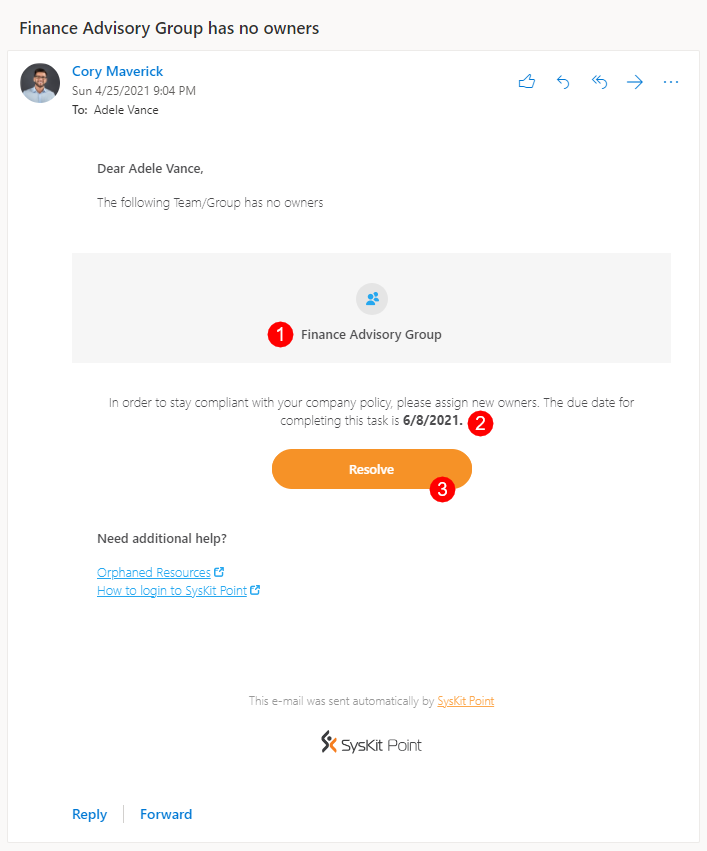 Finance Advisory Group has no owners
Cory Maverick
Sun 4/25/2021 9:04 PM
To: Adele Vance
Dear Adele Vance,
The following Team/Group has no owners
1 Finance Advisory Group
In order to stay compliant with your company policy, please assign new owners. The due date for
completing this task is 6/8/2021. 2
Resolve
3
Need additional help?
Orphaned Resources
How to login to SysKit Point
This e-mail was sent automatically by SysKit Point
SysKit Point
Reply
Forward